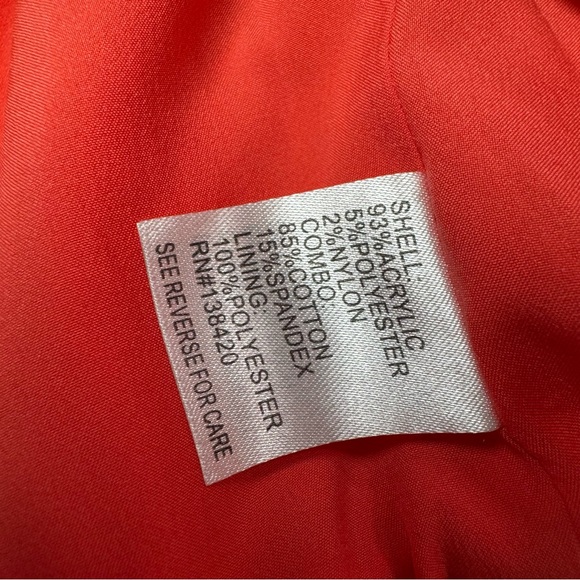 SHELL:
93%ACRYLIC
5%POLYESTER
2%NYLON
COMBO:
85%COTTON
15%SPANDEX
LINING:
100%POLYESTER
RN#138420
SEE REVERSE FOR CARE